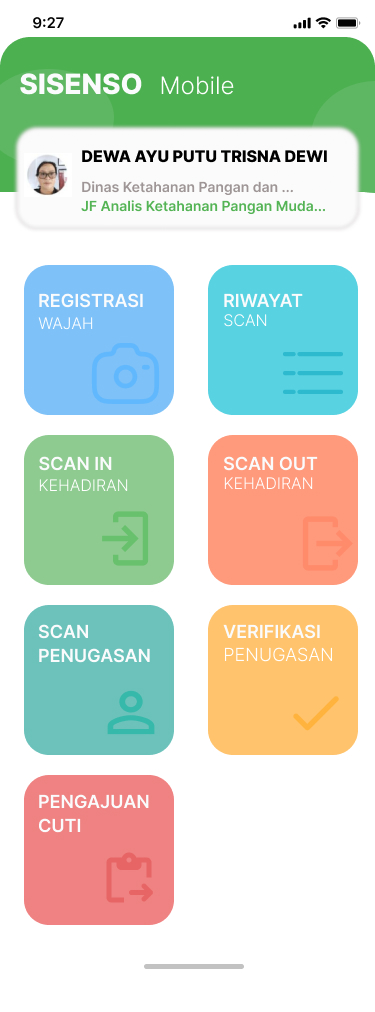 9:27
SISENSO Mobile
DEWA AYU PUTU TRISNA DEWI
Dinas Ketahanan Pangan dan ...
JF Analis Ketahanan Pangan Muda...
REGISTRASI
WAJAH
RIWAYAT
SCAN
SCAN IN
KEHADIRAN
SCAN OUT
KEHADIRAN
SCAN
PENUGASAN
VERIFIKASI
PENUGASAN
PENGAJUAN
CUTI